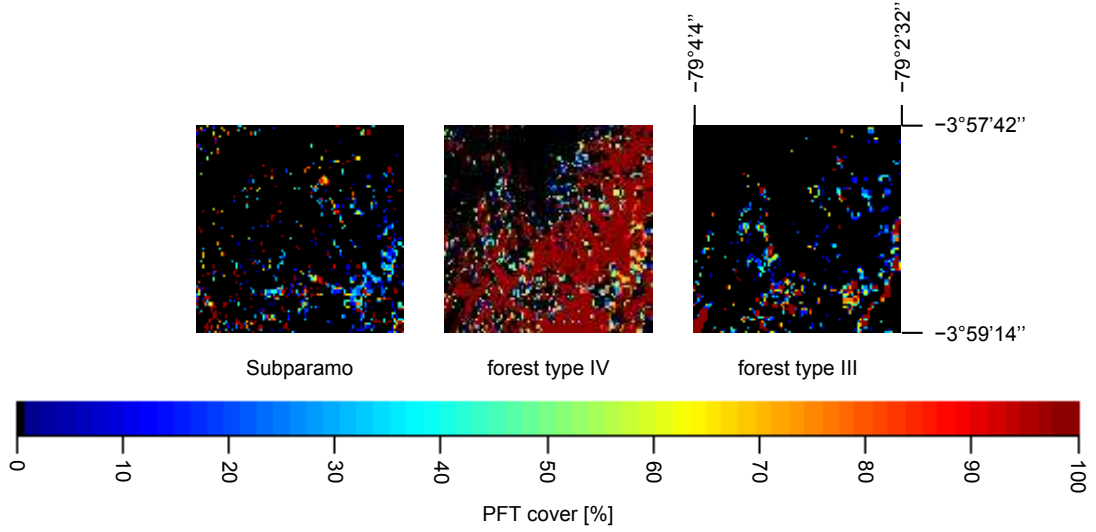 −79°4’4’’
−79°2’32’’
−3°57’42’’
−3°59’14’’
Subparamo
forest type IV
forest type III
0 10 20 30 40 50 60 70 80 90 100
PFT cover [%]